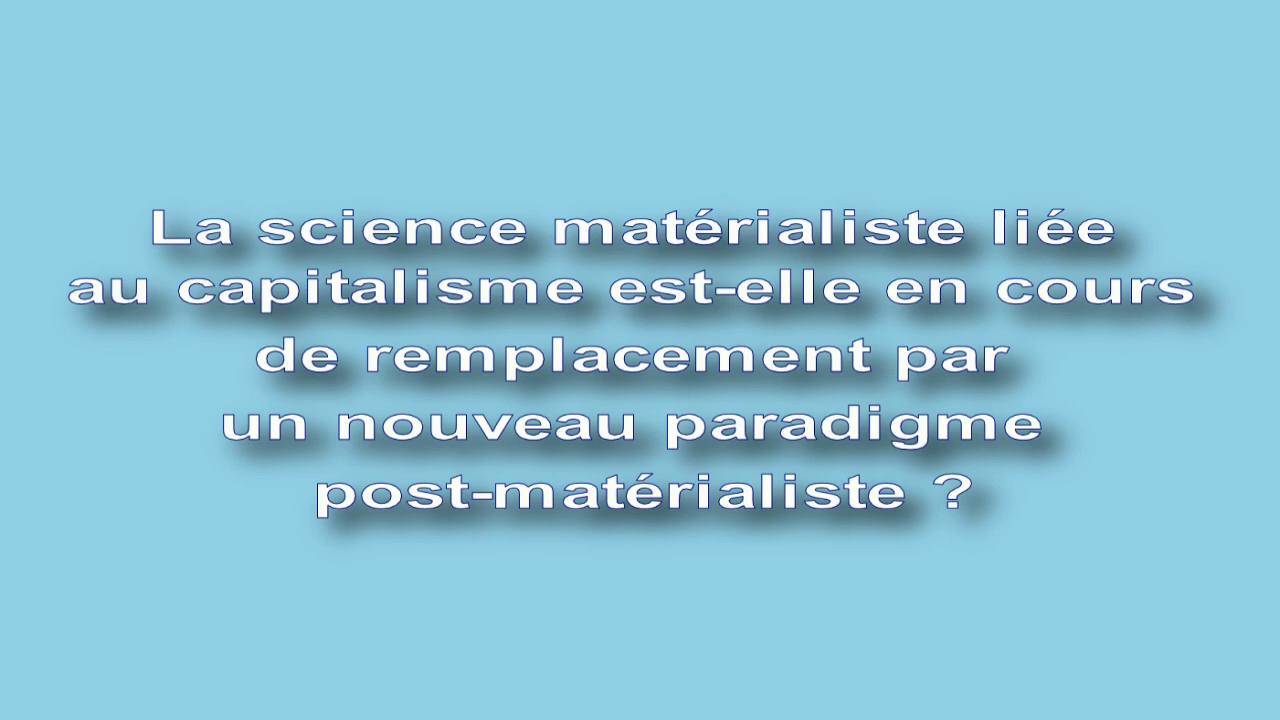 La science matérialiste liée
au capitalisme est-elle en cours
de remplacement par
un nouveau paradigme
post-matérialiste ?